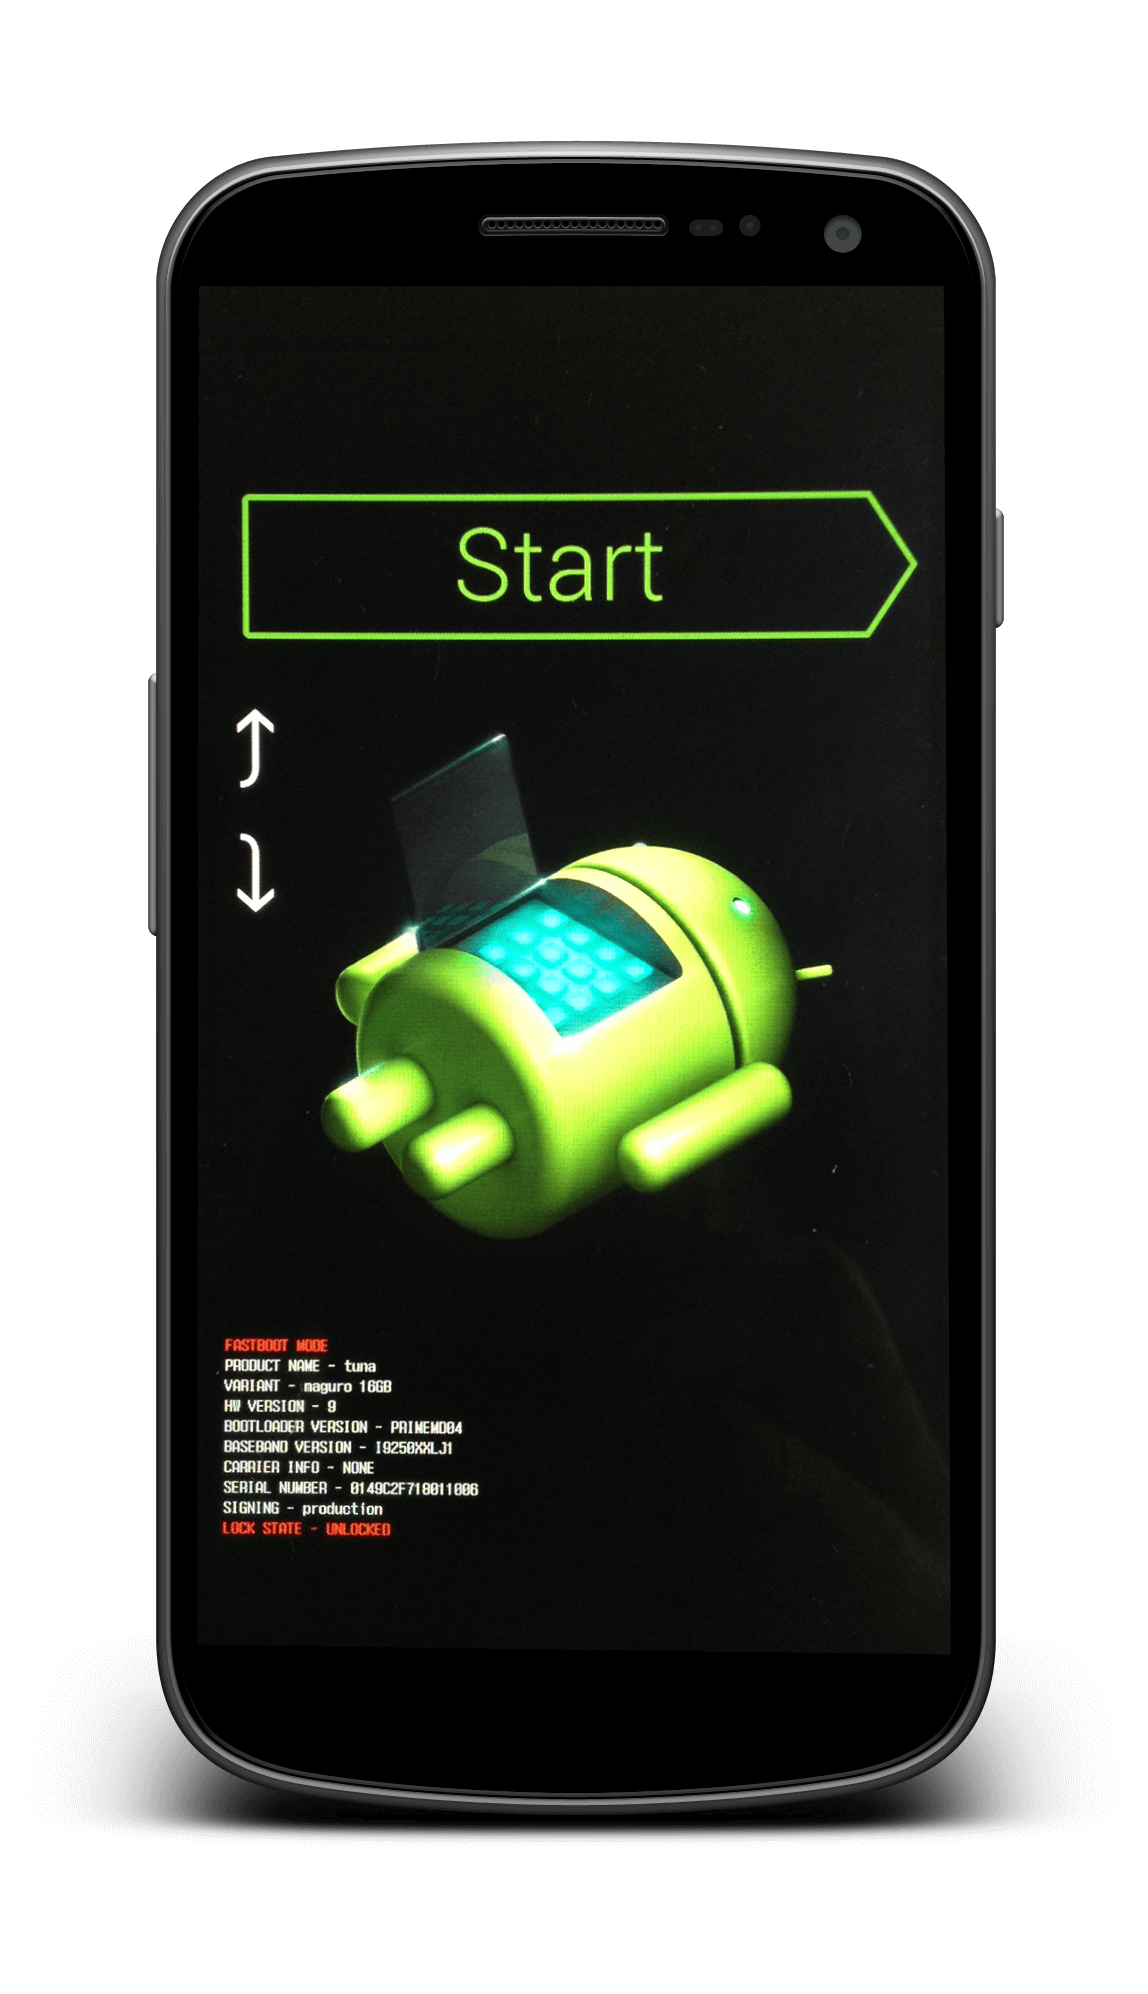 Start
FASTBOOT MODE
PRODUCT NAME - tuna
VARIANT - maguro 16GB
HW VERSION - 9
BOOTLOADER VERSION - PRIMEMD04
BASEBAND VERSION - I9250XXLJ1
CARRIER INFO - NONE
SERIAL NUMBER - 0149C2F718011006
SIGNING - production
LOCK STATE - UNLOCKED